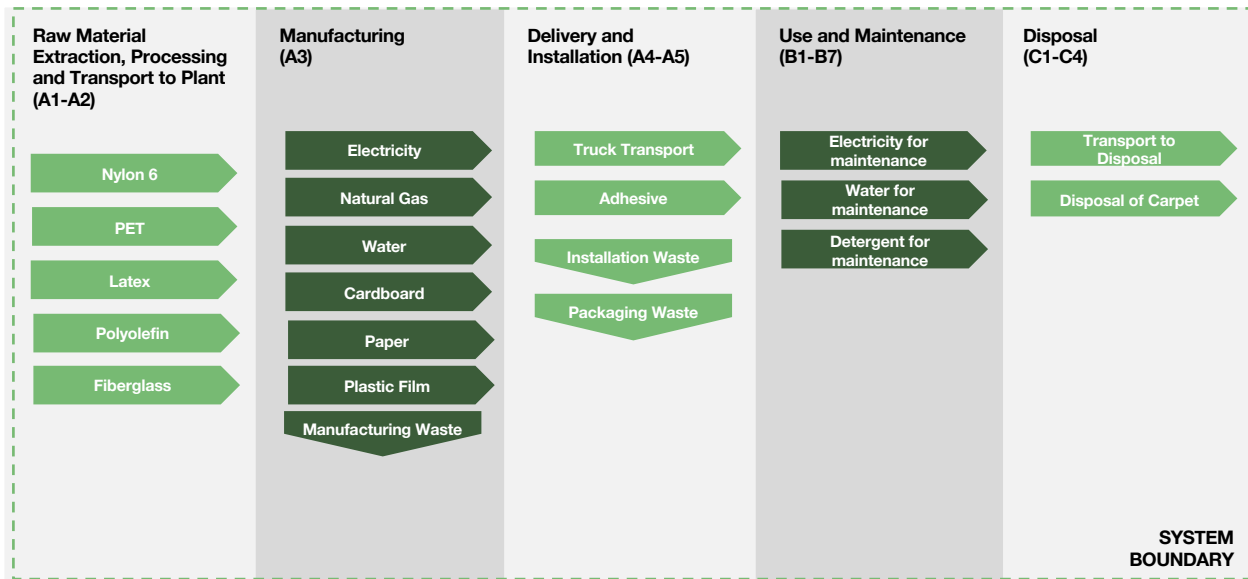 Raw Material
Extraction, Processing
and Transport to Plant
(A1-A2)
Nylon 6
PET
Latex
Polyolefin
Fiberglass
Manufacturing
(A3)
Electricity
Natural Gas
Water
Cardboard
Paper
Plastic Film
Manufacturing Waste
Delivery and
Installation (A4-A5)
Truck Transport
Adhesive
Installation Waste
Packaging Waste
Use and Maintenance
(B1-B7)
Electricity for
maintenance
Water for
maintenance
Detergent for
maintenance
Disposal
(C1-C4)
Transport to
Disposal
Disposal of Carpet
SYSTEM
BOUNDARY